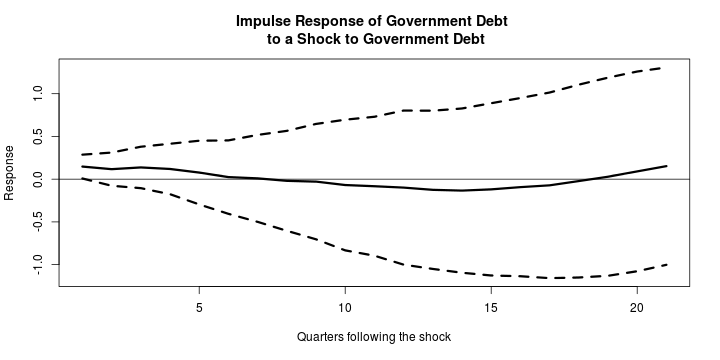 Impulse Response of Government Debt
to a Shock to Government Debt
Response
1.0
0.5
0.0
-0.5
-1.0
5 10 15 20
Quarters following the shock